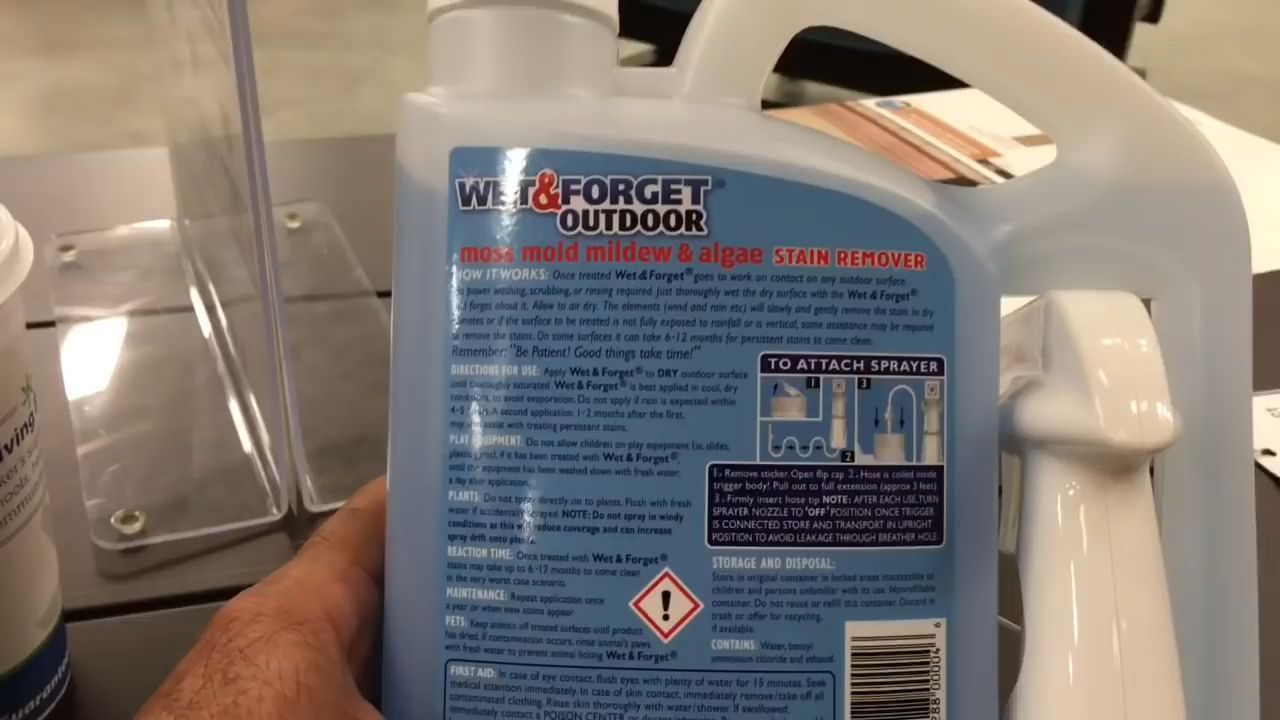 WET&FORGET®
OUTDOOR
moss mold mildew & algae STAIN REMOVER
HOW IT WORKS: Once treated Wet & Forget® goes to work on contact on any outdoor surface.
power washing, scrubbing, or rinsing required. Just thoroughly wet the dry surface with the Wet & Forget®
forget about it. Allow to air dry. The elements (wind and rain etc) will slowly and gently remove the stain. In dry
or if the surface to be treated is not fully exposed to rainfall or is vertical, some assistance may be required
to remove the stains. On some surfaces it can take 6-12 months for persistent stains to come clean.
Remember: "Be Patient! Good things take time!"
DIRECTIONS FOR USE: Apply Wet & Forget® to DRY outdoor surface
until thoroughly saturated. Wet & Forget® is best applied in cool, dry
conditions, to avoid evaporation. Do not apply if rain is expected within
4-5 hours. A second application 1-2 months after the first,
may assist with treating persistent stains.
PLAY EQUIPMENT: Do not allow children on play equipment (i.e. slides,
if it has been treated with Wet & Forget®,
until the equipment has been washed down with fresh water,
a day after application.
PLANTS: Do not spray directly on to plants. Flush with fresh
water if accidentally sprayed. NOTE: Do not spray in windy
conditions as this will reduce coverage and can increase
spray drift onto plants.
REACTION TIME: Once treated with Wet & Forget®
stains may take up to 6-12 months to come clean
in the very worst case scenario.
MAINTENANCE: Repeat application once
a year or when new stains appear.
PETS: Keep animals off treated surfaces until product
has dried. If contamination occurs, rinse animal's paws
with fresh water to prevent animal licking Wet & Forget®
TO ATTACH SPRAYER
1
3
2
1. Remove sticker. Open flip cap 2. Hose is coiled inside
trigger body! Pull out to full extension (approx 3 feet)
3. Firmly insert hose tip NOTE: AFTER EACH USE, TURN
SPRAYER NOZZLE TO 'OFF' POSITION. ONCE TRIGGER
IS CONNECTED STORE AND TRANSPORT IN UPRIGHT
POSITION TO AVOID LEAKAGE THROUGH BREATHER HOLE
STORAGE AND DISPOSAL:
Store in original container in locked areas inaccessible to
children and persons unfamiliar with its use. Nonrefillable
container. Do not reuse or refill this container. Discard in
trash or offer for recycling,
if available.
CONTAINS: Water, benzyl
ammonium chloride and ethanol.
FIRST AID: In case of eye contact, flush eyes with plenty of water for 15 minutes. Seek
medical attention immediately. In case of skin contact, immediately remove/take off all
contaminated clothing. Rinse skin thoroughly with water/shower. If swallowed,
immediately contact a POISON CENTER or